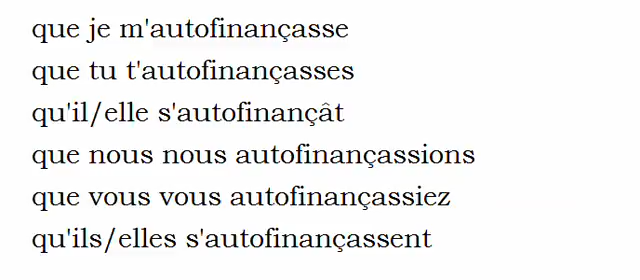 que je m'autofinançasse
que tu t'autofinançasses
qu'il/elle s'autofinançât
que nous nous autofinançassions
que vous vous autofinançassiez
qu'ils/elles s'autofinançassent